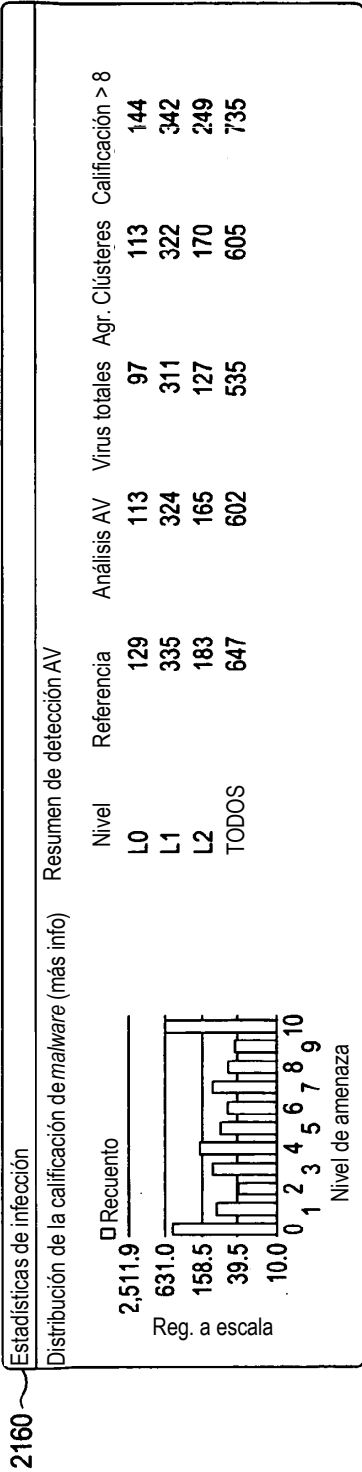 2160
Estadísticas de infección
Distribución de la calificación de malware (más info)
Recuento
2,511.9
631.0
158.5
39.5
10.0
Reg. a escala
0 1 2 3 4 5 6 7 8 9 10
Nivel de amenaza
Resumen de detección AV
Nivel Referencia Análisis AV Virus totales Agr. Clústeres Calificación > 8
L0 129 113 97 113 144
L1 335 324 311 322 342
L2 183 165 127 170 249
TODOS 647 602 535 605 735